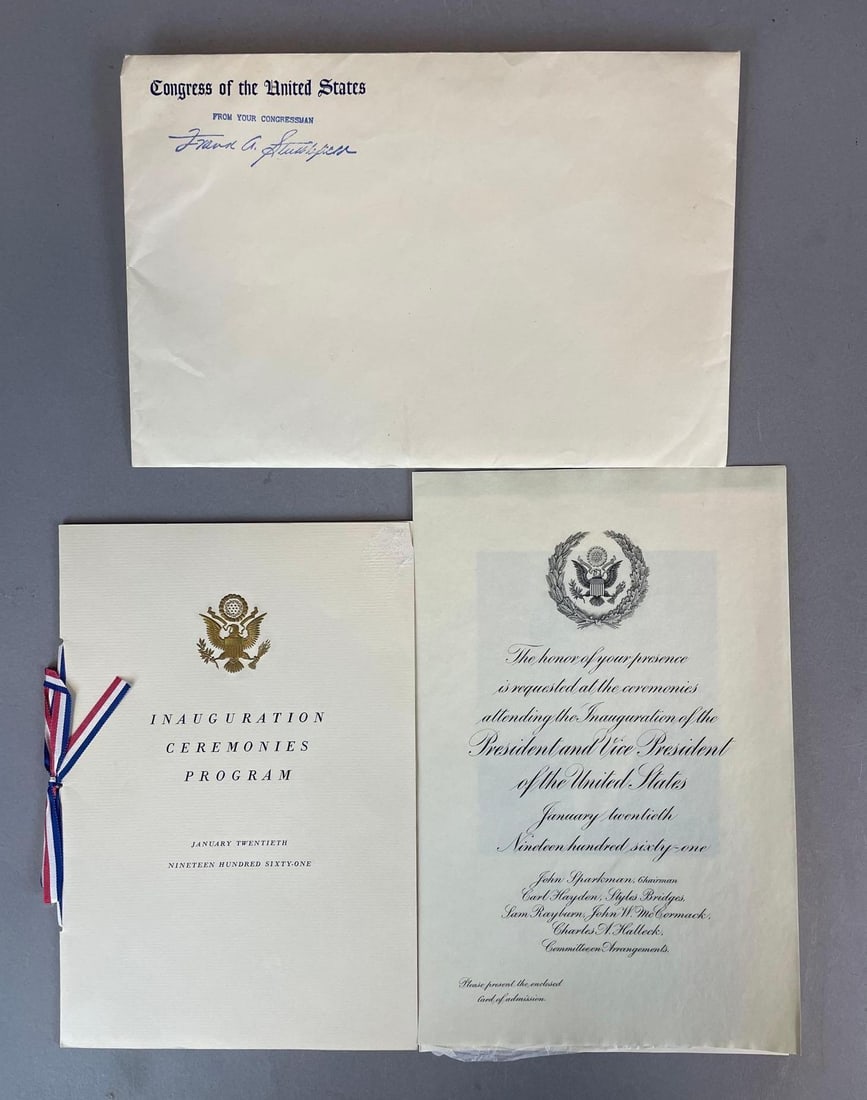 Congress of the United States
FROM YOUR CONGRESSMAN
Frank A. Stubblefield
INAUGURATION
CEREMONIES
PROGRAM
JANUARY TWENTIETH
NINETEEN HUNDRED SIXTY-ONE
The honor of your presence
is requested at the ceremonies
attending the Inauguration of the
President and Vice President
of the United States
January twentieth
Nineteen hundred sixty-one
John Sparkman, Chairman
Carl Hayden, Styles Bridges,
Sam Rayburn, John W. McCormack,
Charles A. Halleck,
Committee on Arrangements.
Please present the enclosed
Card of admission.